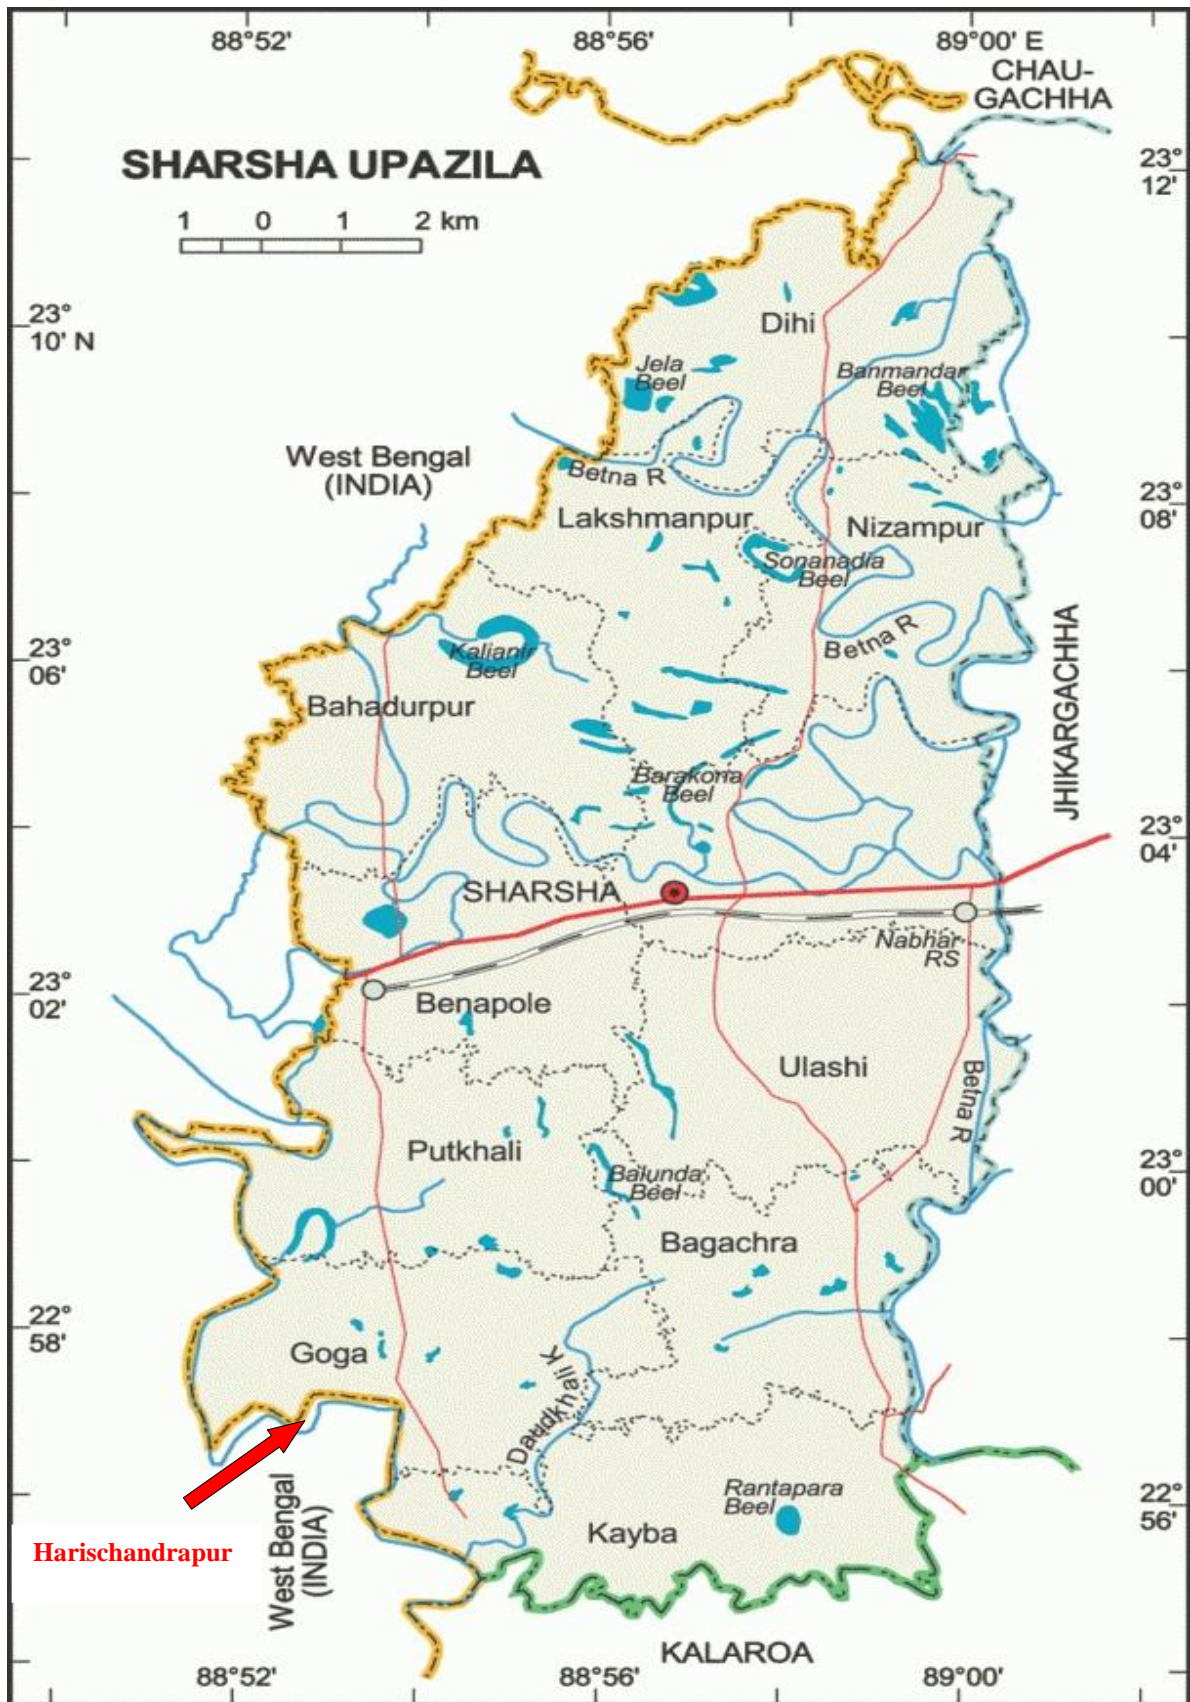 88°52'
88°56'
89°00' E
CHAU-
GACHHA
SHARSHA UPAZILA
23°
12'
1 0 1 2 km
23°
10' N
Dihi
Jela
Beel
Banmandar
Beel
West Bengal
(INDIA)
Betna R
23°
08'
Lakshmanpur
Nizampur
Sonanadia
Beel
JHIKARGACHHA
Betna R
23°
06'
Kalianir
Beel
Bahadurpur
Barakona
Beel
23°
04'
SHARSHA
Nabhar
RS
23°
02'
Benapole
Ulashi
Betna R
Putkhali
Balunda
Beel
23°
00'
Bagachra
22°
58'
Goga
Daudkhali K
Rantapara
Beel
22°
56'
Kayba
Harischandrapur
West Bengal
(INDIA)
KALAROA
88°52'
88°56'
89°00'